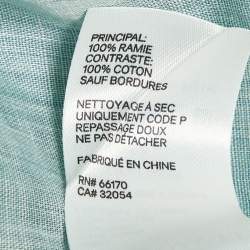 PRINCIPAL:
100% RAMIE
CONTRASTE:
100% COTON
SAUF BORDURES
NETTOYAGE À SEC
UNIQUEMENT CODE P
REPASSAGE DOUX
NE PAS DÉTACHER
FABRIQUÉ EN CHINE
RN# 66170
CA# 32054